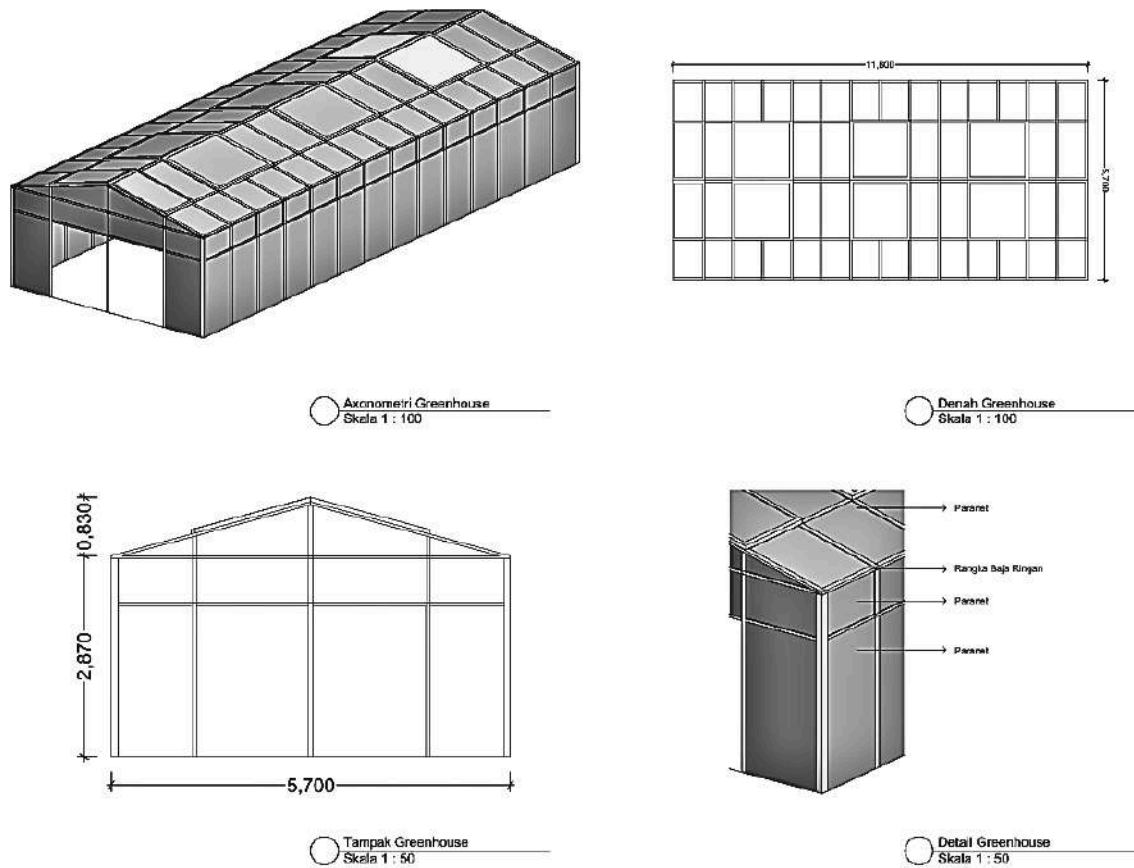 11,800
5,700
Axonometri Greenhouse
Skala 1 : 100
Denah Greenhouse
Skala 1 : 100
0,830
2,870
5,700
Tampak Greenhouse
Skala 1 : 50
Paranet
Rangka Baja Ringan
Paranet
Paranet
Detail Greenhouse
Skala 1 : 50